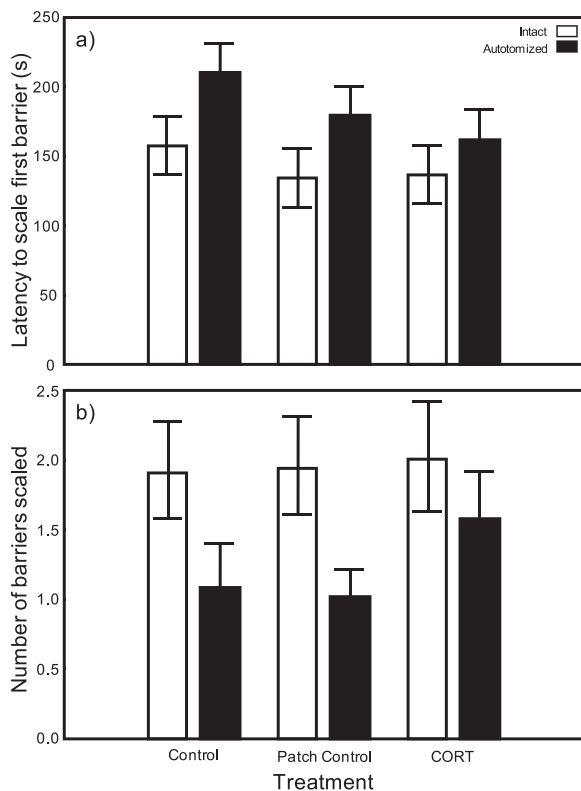 a)
Intact
Autotomized
Latency to scale first barrier (s)
250
200
150
100
50
0
b)
Number of barriers scaled
2.5
2.0
1.5
1.0
0.5
0.0
Control
Patch Control
CORT
Treatment